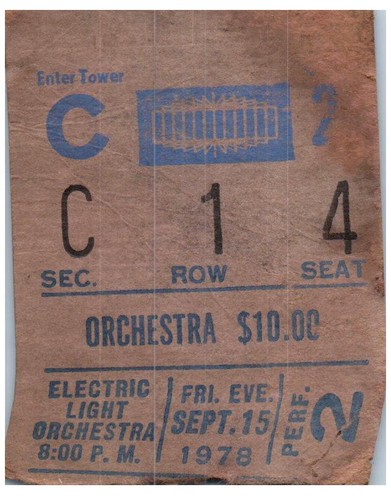 Enter Tower
C
C 1 4
SEC. ROW SEAT
ORCHESTRA $10.00
ELECTRIC
LIGHT
ORCHESTRA
8:00 P. M.
FRI. EVE.
SEPT. 15
1978
PERF.
2